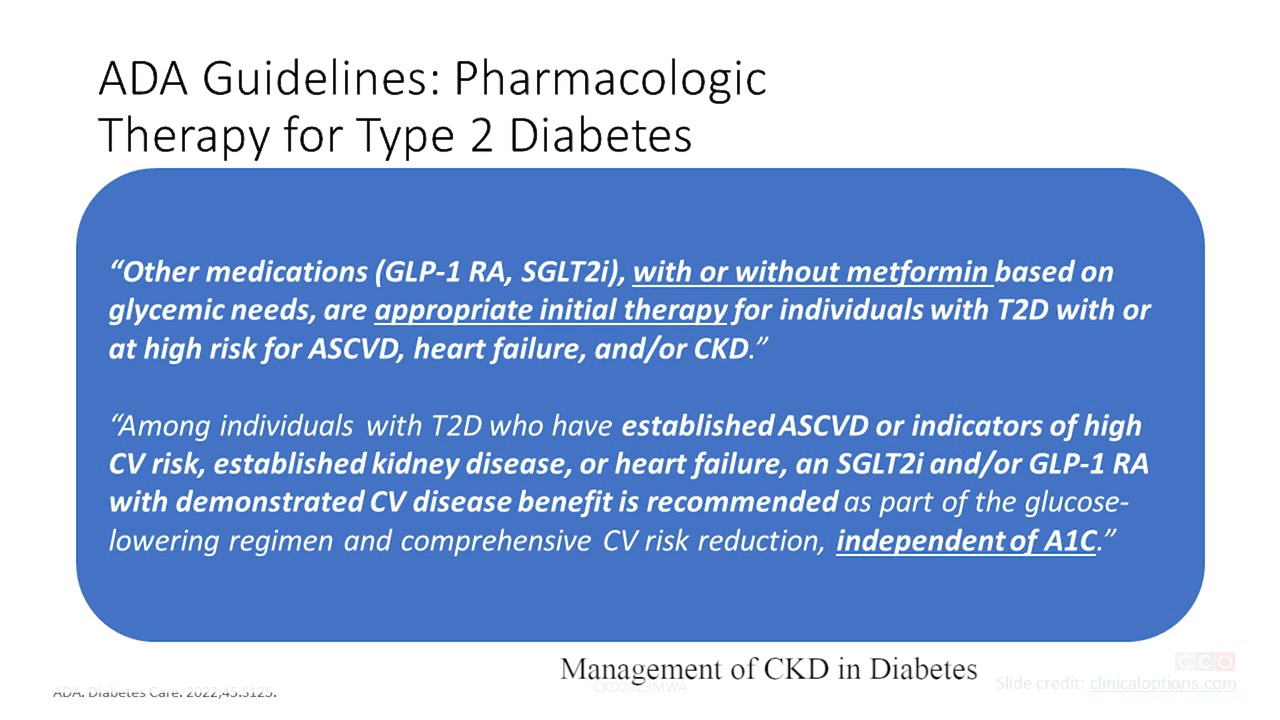 ADA Guidelines: Pharmacologic
Therapy for Type 2 Diabetes
“Other medications (GLP-1 RA, SGLT2i), with or without metformin based on
glycemic needs, are appropriate initial therapy for individuals with T2D with or
at high risk for ASCVD, heart failure, and/or CKD.”
“Among individuals with T2D who have established ASCVD or indicators of high
CV risk, established kidney disease, or heart failure, an SGLT2i and/or GLP-1 RA
with demonstrated CV disease benefit is recommended as part of the glucose-
lowering regimen and comprehensive CV risk reduction, independent of A1C.”
Management of CKD in Diabetes
CCO
ADA. Diabetes Care. 2022;45:S125.
CKD2023MWA
Slide credit: clinicaloptions.com